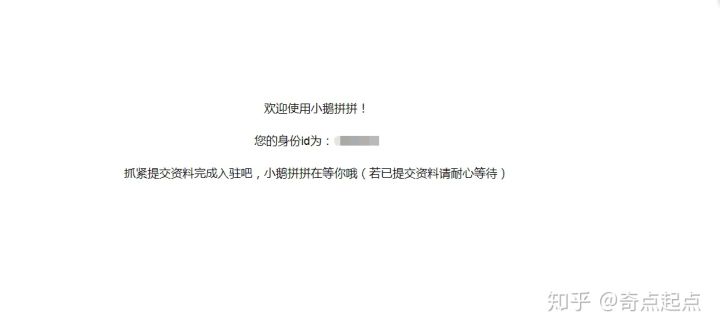 欢迎使用小鹅拼拼！
您的身份id为：
抓紧提交资料完成入驻吧，小鹅拼拼在等你哦（若已提交资料请耐心等待）
知乎 @奇点起点